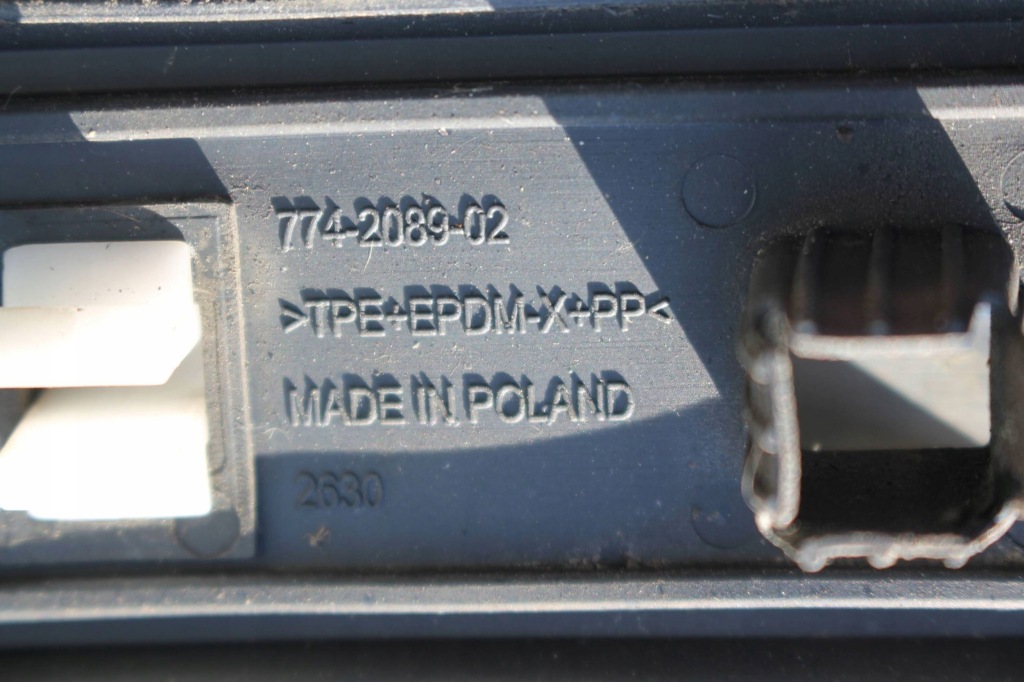 774-2089-02
>TPE+EPDM-X+PP<
MADE IN POLAND
2630